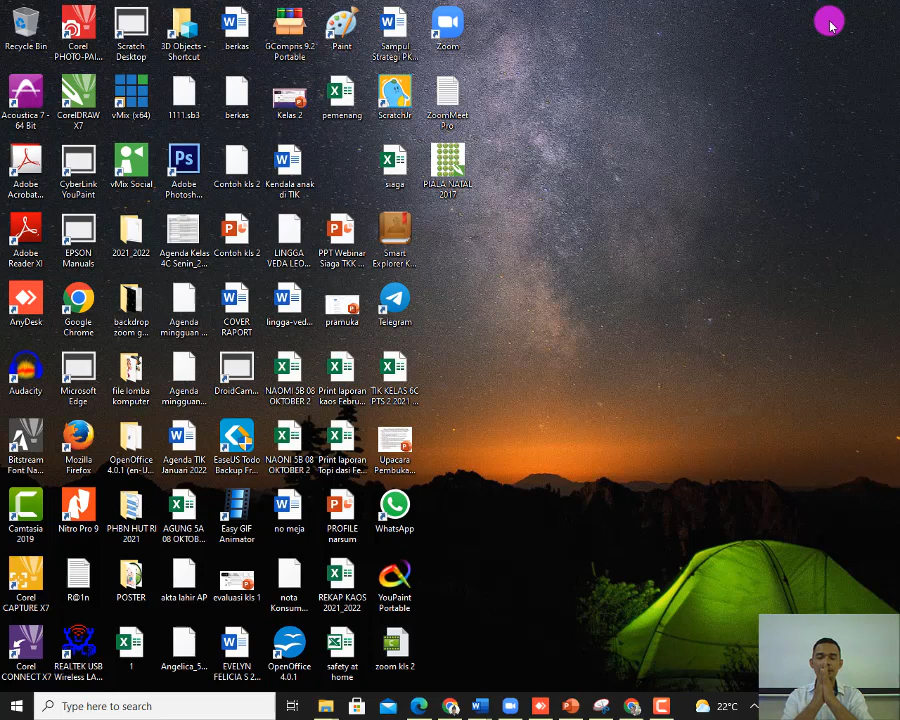 Recycle Bin
Corel
PHOTO-PAI...
Scratch
Desktop
3D Objects -
Shortcut
berkas
GCompris 9.2
Portable
Paint
Sampul
Strategi PK...
Zoom
Acoustica 7 -
64 Bit
CorelDRAW
X7
vMix (x64)
1111.sb3
berkas
Kelas 2
pemenang
ScratchJr
ZoomMeet
Pro
Adobe
Acrobat...
CyberLink
YouPaint
vMix Social
Adobe
Photosh...
Contoh kls 2
Kendala anak
di TIK
siaga
PIALA NATAL
2017
Adobe
Reader XI
EPSON
Manuals
2021_2022
Agenda Kelas
4C Senin_2...
Contoh kls 2
LINGGA
VEDA LEO...
PPT Webinar
Siaga TKK ...
Smart
Explorer K...
AnyDesk
Google
Chrome
backdrop
zoom g...
Agenda
mingguan ...
COVER
RAPORT
lingga-ved...
pramuka
Telegram
Audacity
Microsoft
Edge
file lomba
komputer
Agenda
mingguan...
DroidCam...
NAOMI 5B 08
OKTOBER 2
Print laporan
kaos Febru...
TIK KELAS 6C
PTS 2 2021 ...
Bitstream
Font Na...
Mozilla
Firefox
OpenOffice
4.0.1 (en-U...
Agenda TIK
Januari 2022
EaseUS Todo
Backup Fr...
NAONI 5B 08
OKTOBER 2
Print laporan
Topi dasi Fe...
Upacara
Pembuka...
Camtasia
2019
Nitro Pro 9
PHBN HUT RI
2021
AGUNG 5A
08 OKTOB...
Easy GIF
Animator
no meja
PROFILE
narsum
WhatsApp
Corel
CAPTURE X7
R@1n
POSTER
akta lahir AP
evaluasi kls 1
nota
Konsum...
REKAP KAOS
2021_2022
YouPaint
Portable
Corel
CONNECT X7
REALTEK USB
Wireless LA...
1
Angelica_5...
EVELYN
FELICIA S 2...
OpenOffice
4.0.1
safety at
home
zoom kls 2
Type here to search
22°C